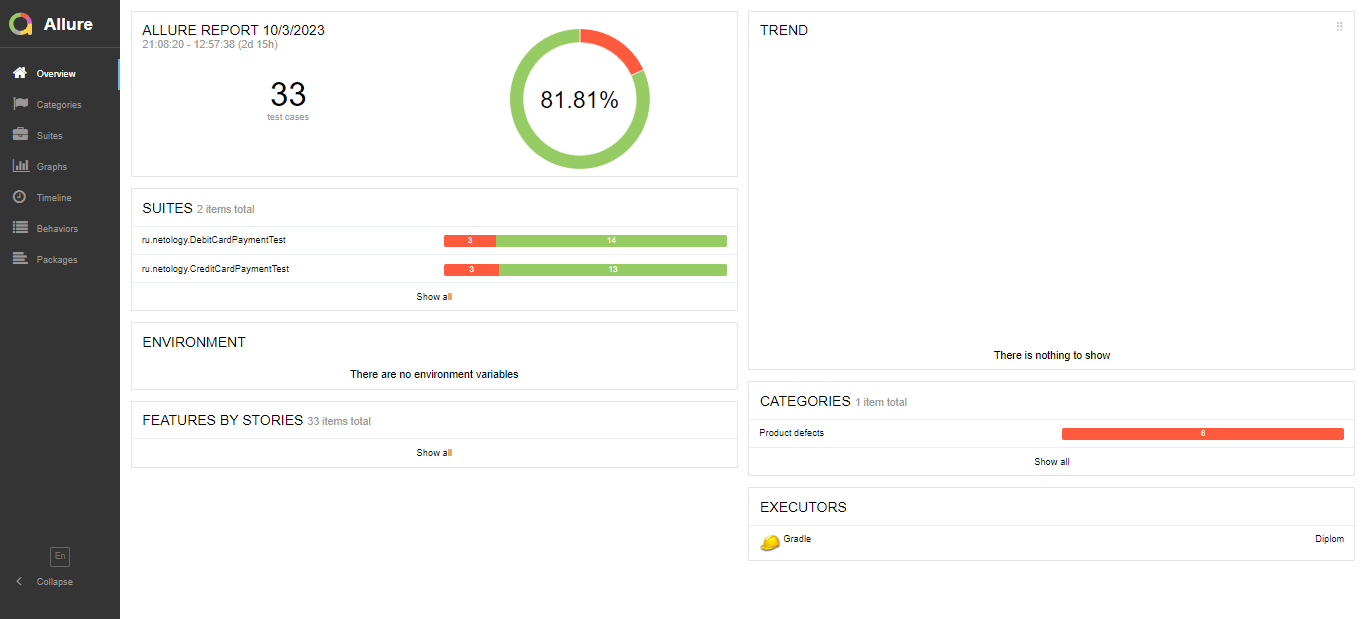 Allure
Overview
Categories
Suites
Graphs
Timeline
Behaviors
Packages
En
Collapse
ALLURE REPORT 10/3/2023
21:08:20 - 12:57:38 (2d 15h)
33
test cases
81.81%
SUITES 2 items total
ru.netology.DebitCardPaymentTest 3 14
ru.netology.CreditCardPaymentTest 3 13
Show all
ENVIRONMENT
There are no environment variables
FEATURES BY STORIES 33 items total
Show all
TREND
There is nothing to show
CATEGORIES 1 item total
Product defects 6
Show all
EXECUTORS
Gradle Diplom